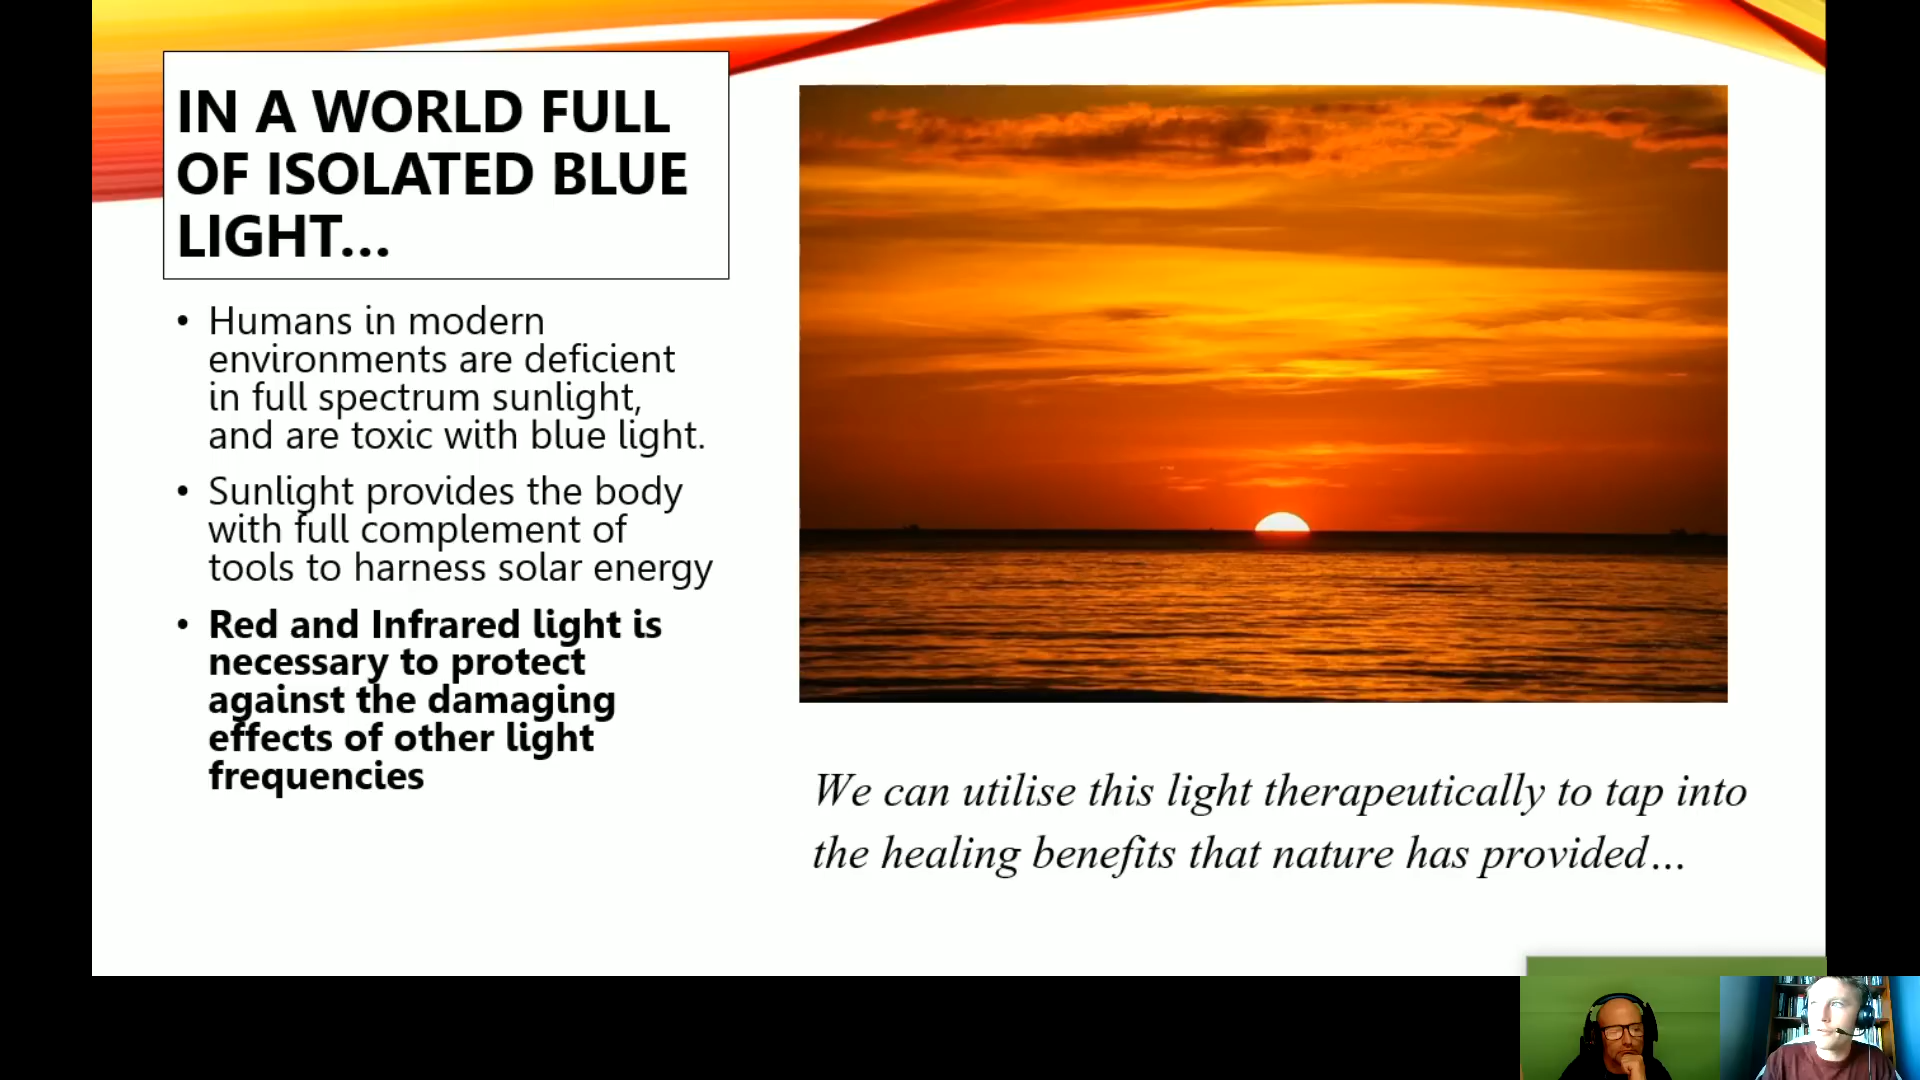 IN A WORLD FULL
OF ISOLATED BLUE
LIGHT...
• Humans in modern
environments are deficient
in full spectrum sunlight,
and are toxic with blue light.
• Sunlight provides the body
with full complement of
tools to harness solar energy
• Red and Infrared light is
necessary to protect
against the damaging
effects of other light
frequencies
We can utilise this light therapeutically to tap into
the healing benefits that nature has provided...